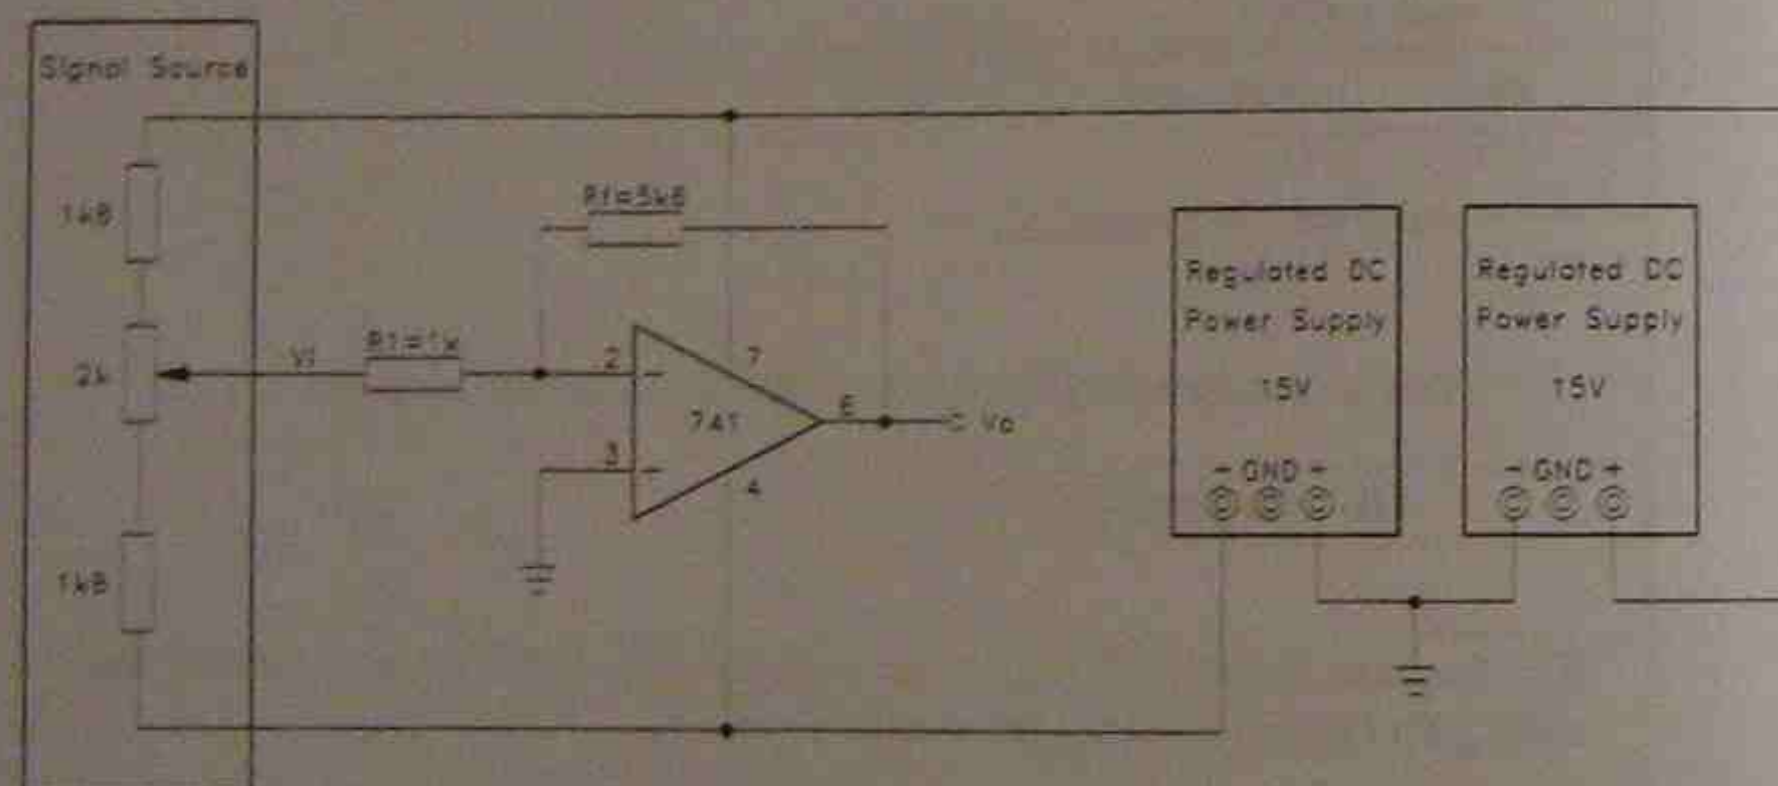 Signal Source
1k8
Rf=5k6
Regulated DC
Power Supply
15V
- GND +
Regulated DC
Power Supply
15V
- GND +
2k
Vi
R1=1k
2
7
741
6
Vo
3
4
1k8